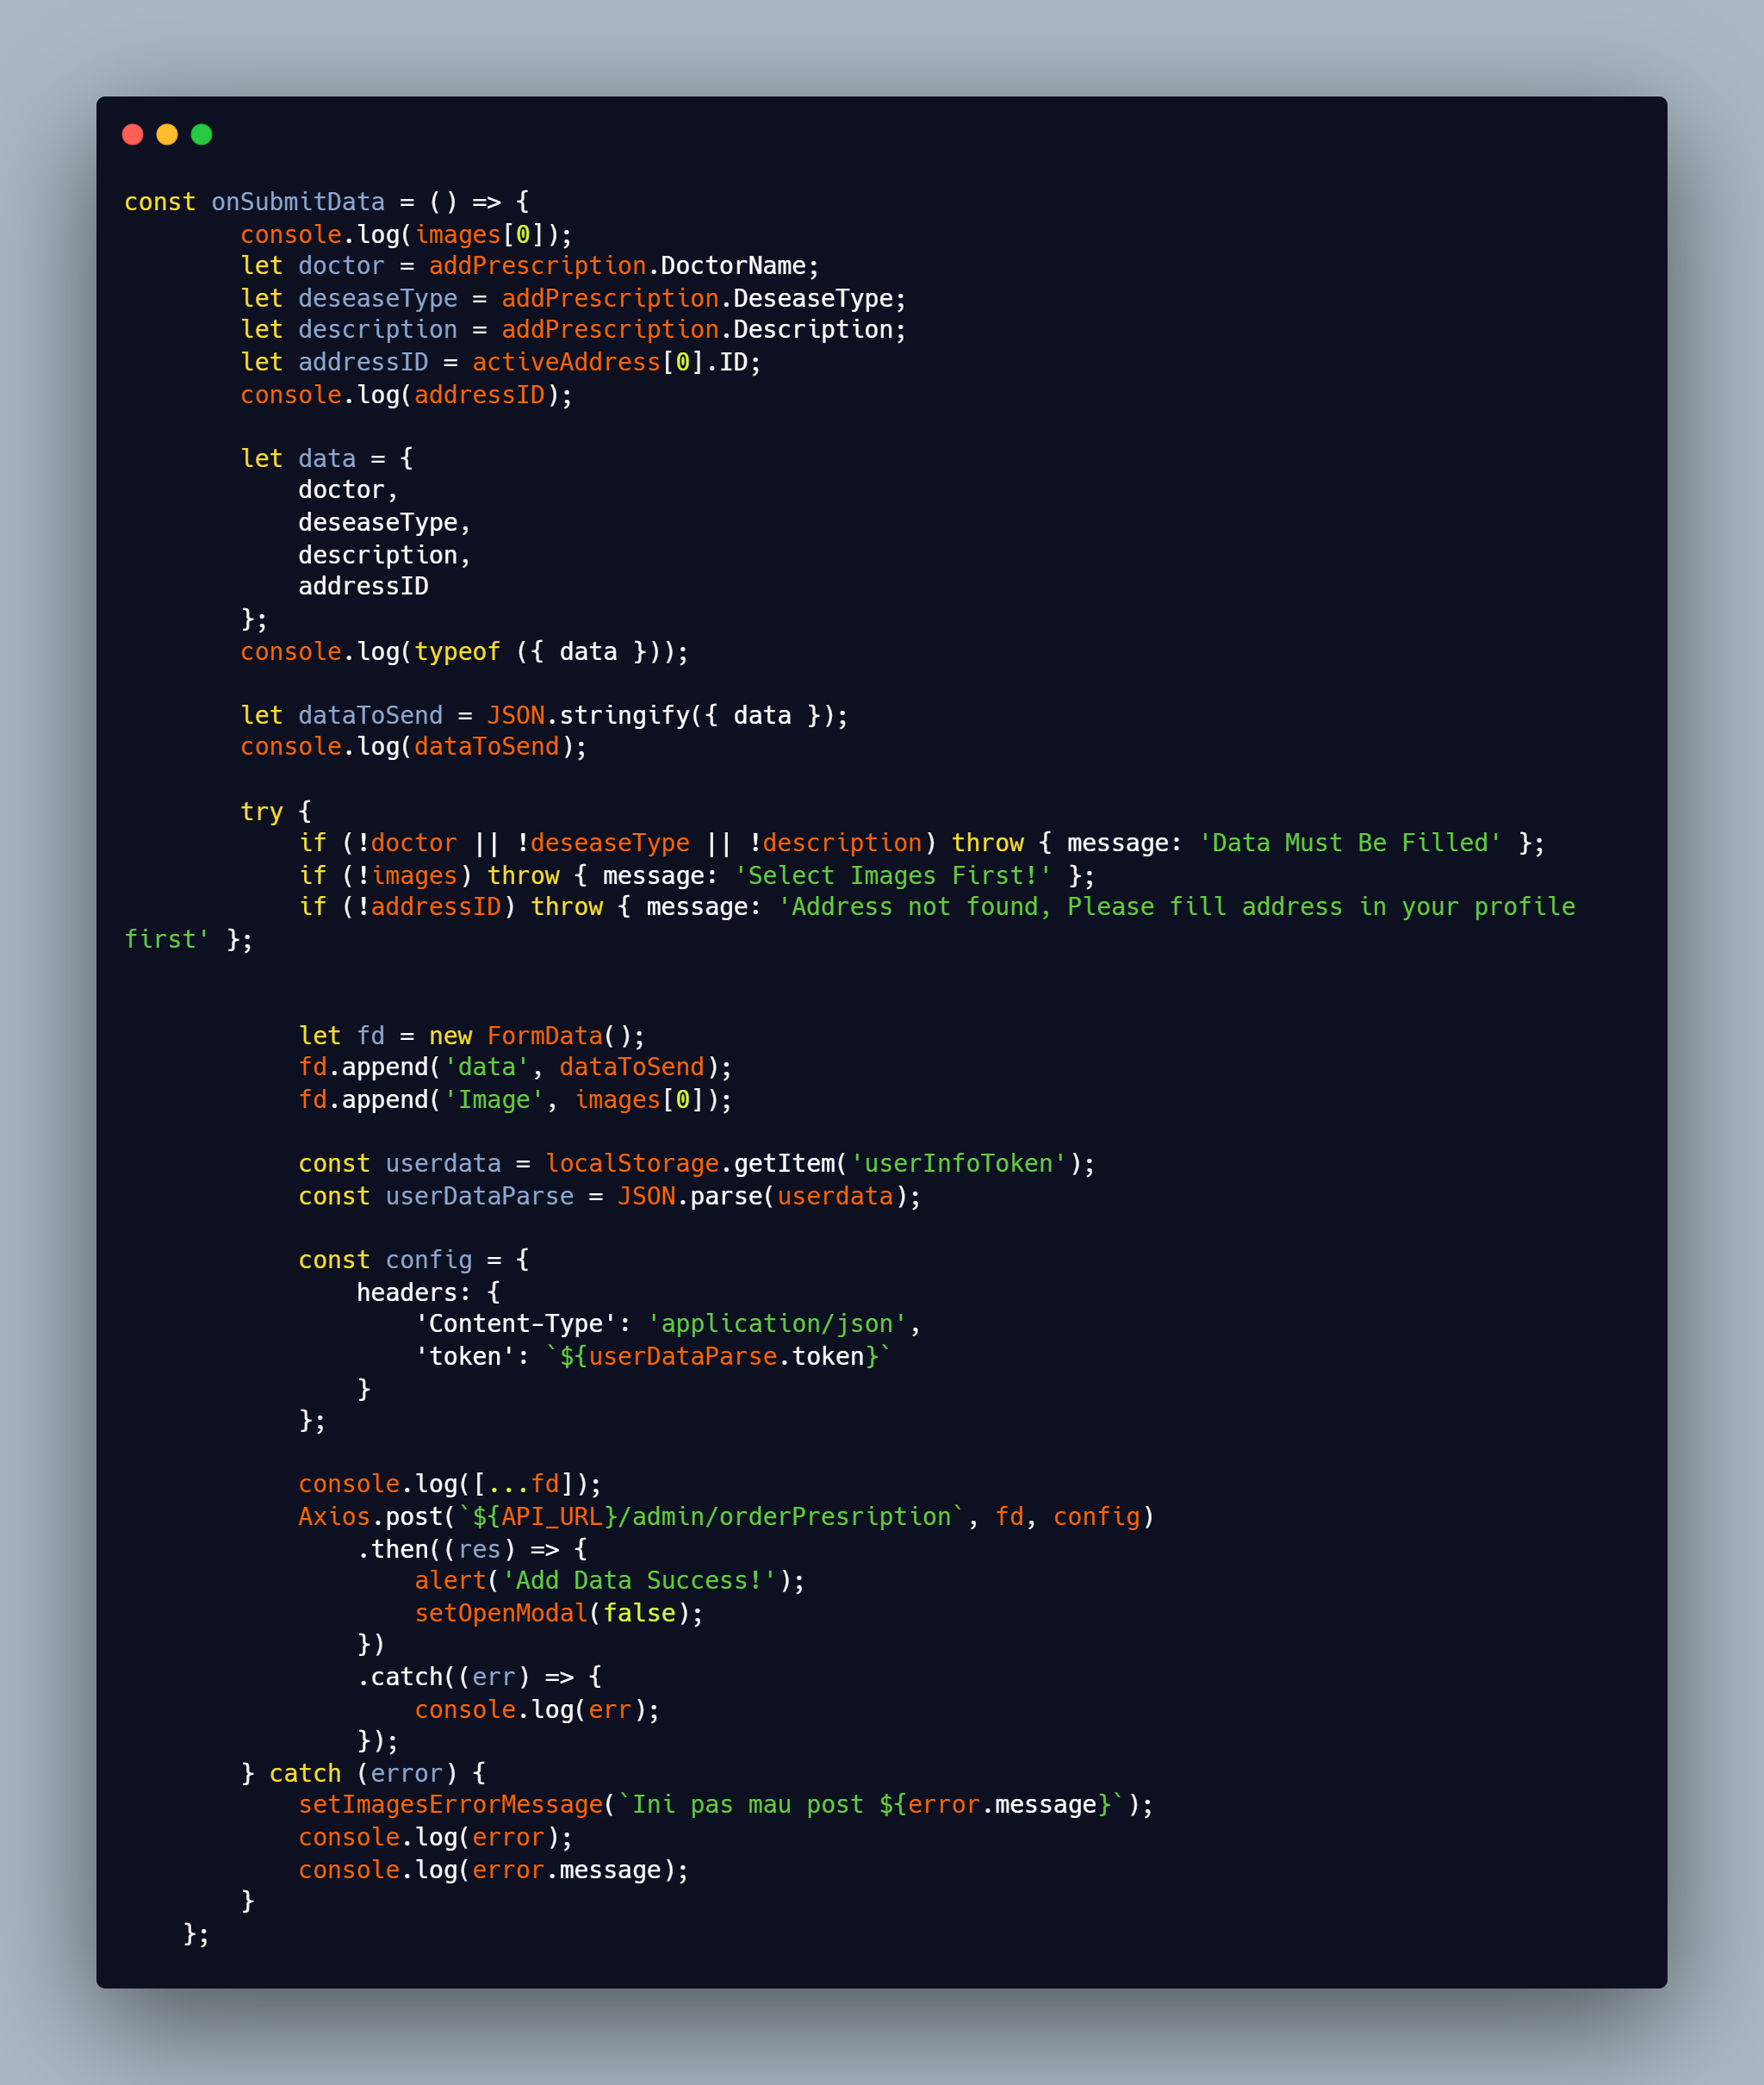 const onSubmitData = () => {
        console.log(images[0]);
        let doctor = addPrescription.DoctorName;
        let deseaseType = addPrescription.DeseaseType;
        let description = addPrescription.Description;
        let addressID = activeAddress[0].ID;
        console.log(addressID);

        let data = {
            doctor,
            deseaseType,
            description,
            addressID
        };
        console.log(typeof ({ data }));

        let dataToSend = JSON.stringify({ data });
        console.log(dataToSend);

        try {
            if (!doctor || !deseaseType || !description) throw { message: 'Data Must Be Filled' };
            if (!images) throw { message: 'Select Images First!' };
            if (!addressID) throw { message: 'Address not found, Please fill address in your profile
first' };


            let fd = new FormData();
            fd.append('data', dataToSend);
            fd.append('Image', images[0]);

            const userdata = localStorage.getItem('userInfoToken');
            const userDataParse = JSON.parse(userdata);

            const config = {
                headers: {
                    'Content-Type': 'application/json',
                    'token': `${userDataParse.token}`
                }
            };

            console.log([...fd]);
            Axios.post(`${API_URL}/admin/orderPresription`, fd, config)
                .then((res) => {
                    alert('Add Data Success!');
                    setOpenModal(false);
                })
                .catch((err) => {
                    console.log(err);
                });
        } catch (error) {
            setImagesErrorMessage(`Ini pas mau post ${error.message}`);
            console.log(error);
            console.log(error.message);
        }
    };